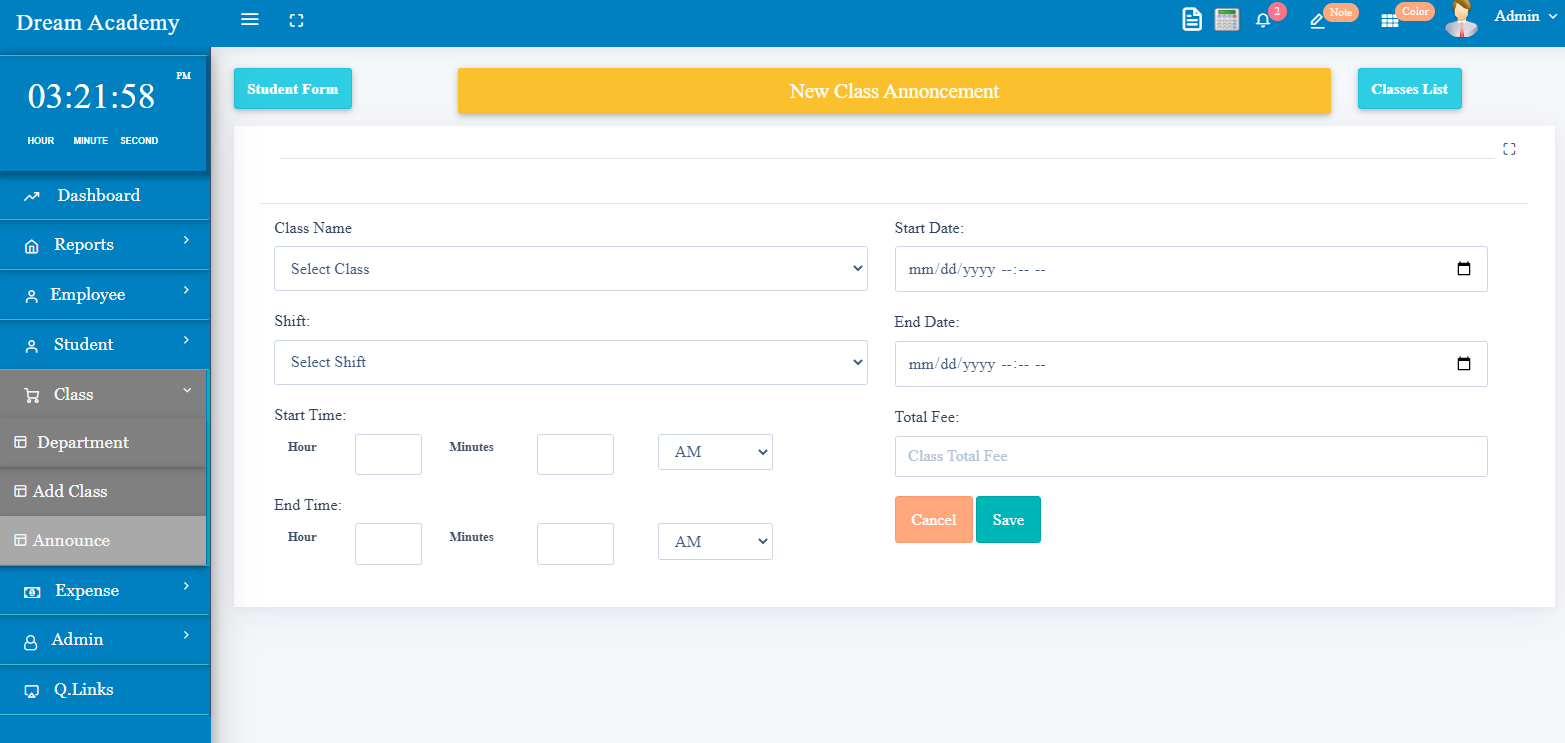 Dream Academy
2
Note
Color
Admin
03:21:58 PM
HOUR MINUTE SECOND
Dashboard
Reports
Employee
Student
Class
Department
Add Class
Announce
Expense
Admin
Q.Links
Student Form
New Class Annoncement
Classes List
Class Name
Select Class
Start Date:
mm/dd/yyyy --:-- --
Shift:
Select Shift
End Date:
mm/dd/yyyy --:-- --
Start Time:
Hour
Minutes
AM
Total Fee:
Class Total Fee
End Time:
Hour
Minutes
AM
Cancel
Save